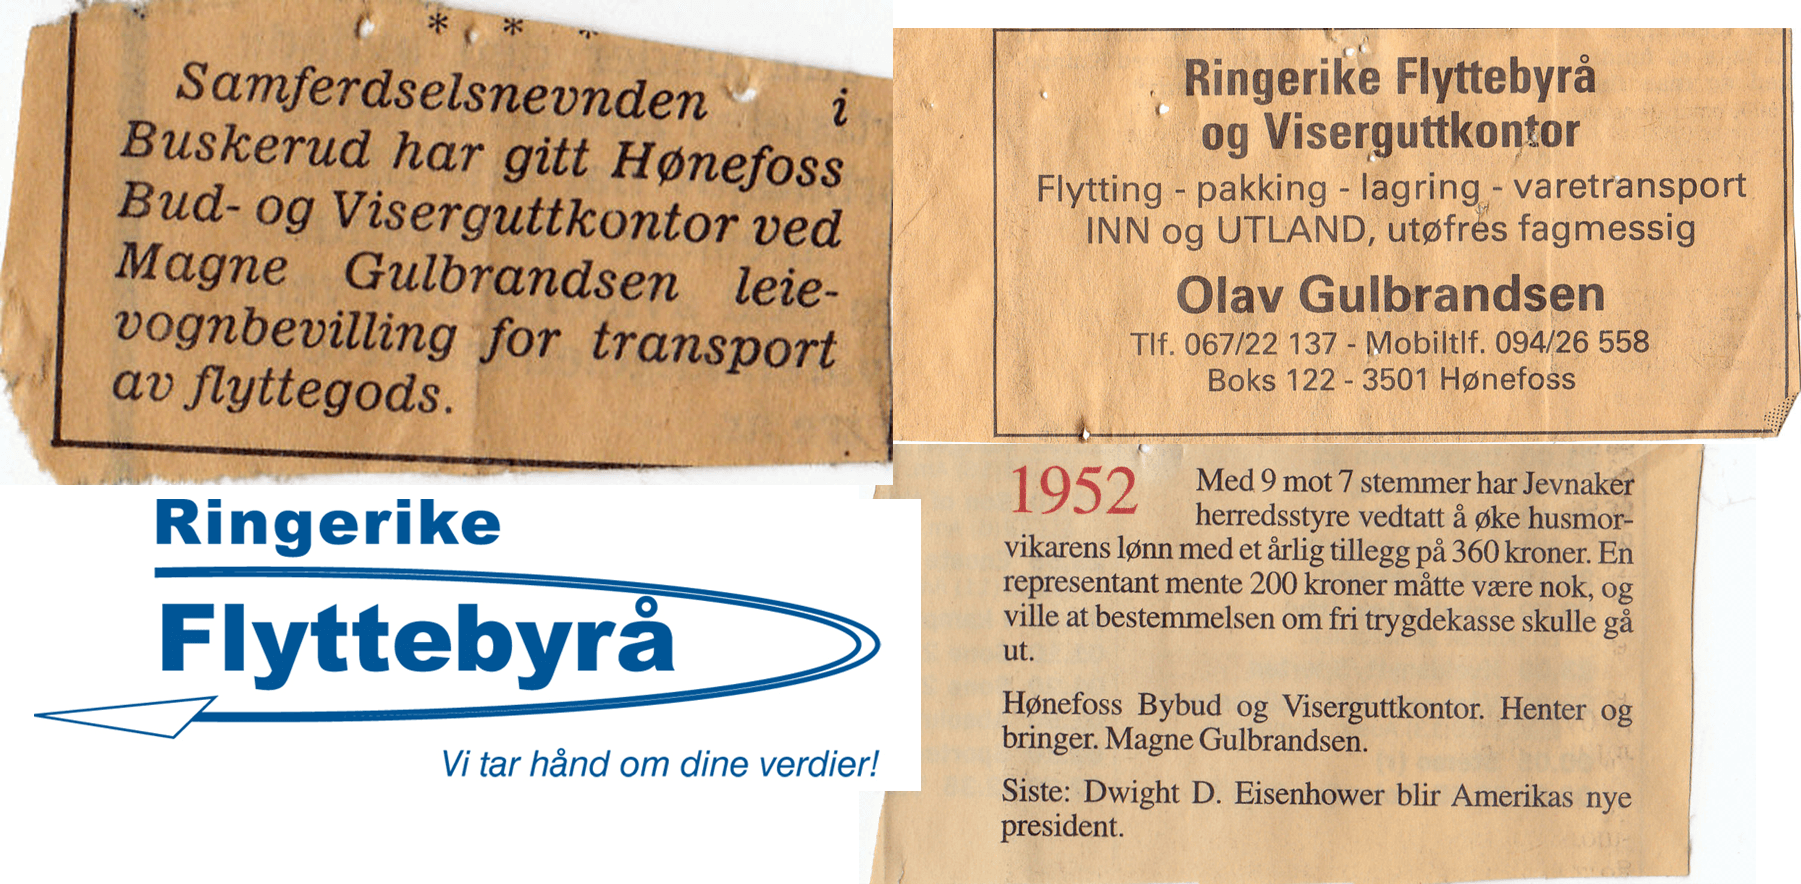 * * *
Samferdselsnevnden i
Buskerud har gitt Hønefoss
Bud- og Viserguttkontor ved
Magne Gulbrandsen leie-
vognbevilling for transport
av flyttegods.
Ringerike Flyttebyrå
og Viserguttkontor
Flytting - pakking - lagring - varetransport
INN og UTLAND, utøfres fagmessig
Olav Gulbrandsen
Tlf. 067/22 137 - Mobiltlf. 094/26 558
Boks 122 - 3501 Hønefoss
Ringerike
Flyttebyrå
Vi tar hånd om dine verdier!
1952 Med 9 mot 7 stemmer har Jevnaker
herredsstyre vedtatt å øke husmor-
vikarens lønn med et årlig tillegg på 360 kroner. En
representant mente 200 kroner måtte være nok, og
ville at bestemmelsen om fri trygdekasse skulle gå
ut.
Hønefoss Bybud og Viserguttkontor. Henter og
bringer. Magne Gulbrandsen.
Siste: Dwight D. Eisenhower blir Amerikas nye
president.